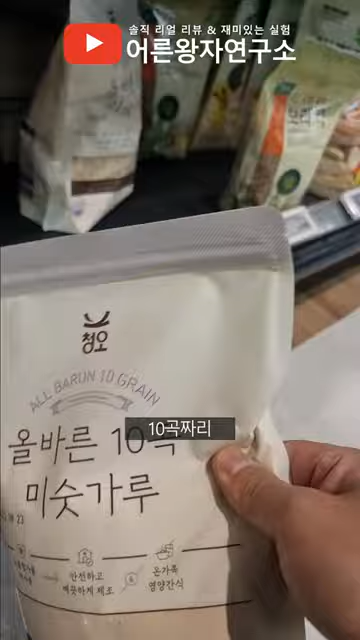 솔직 리얼 리뷰 & 재미있는 실험
어른왕자연구소
청오
ALL BARUN 10 GRAIN
올바른 10곡
10곡짜리
미숫가루
안전하고
깨끗하게 제조
&
온가족
영양간식